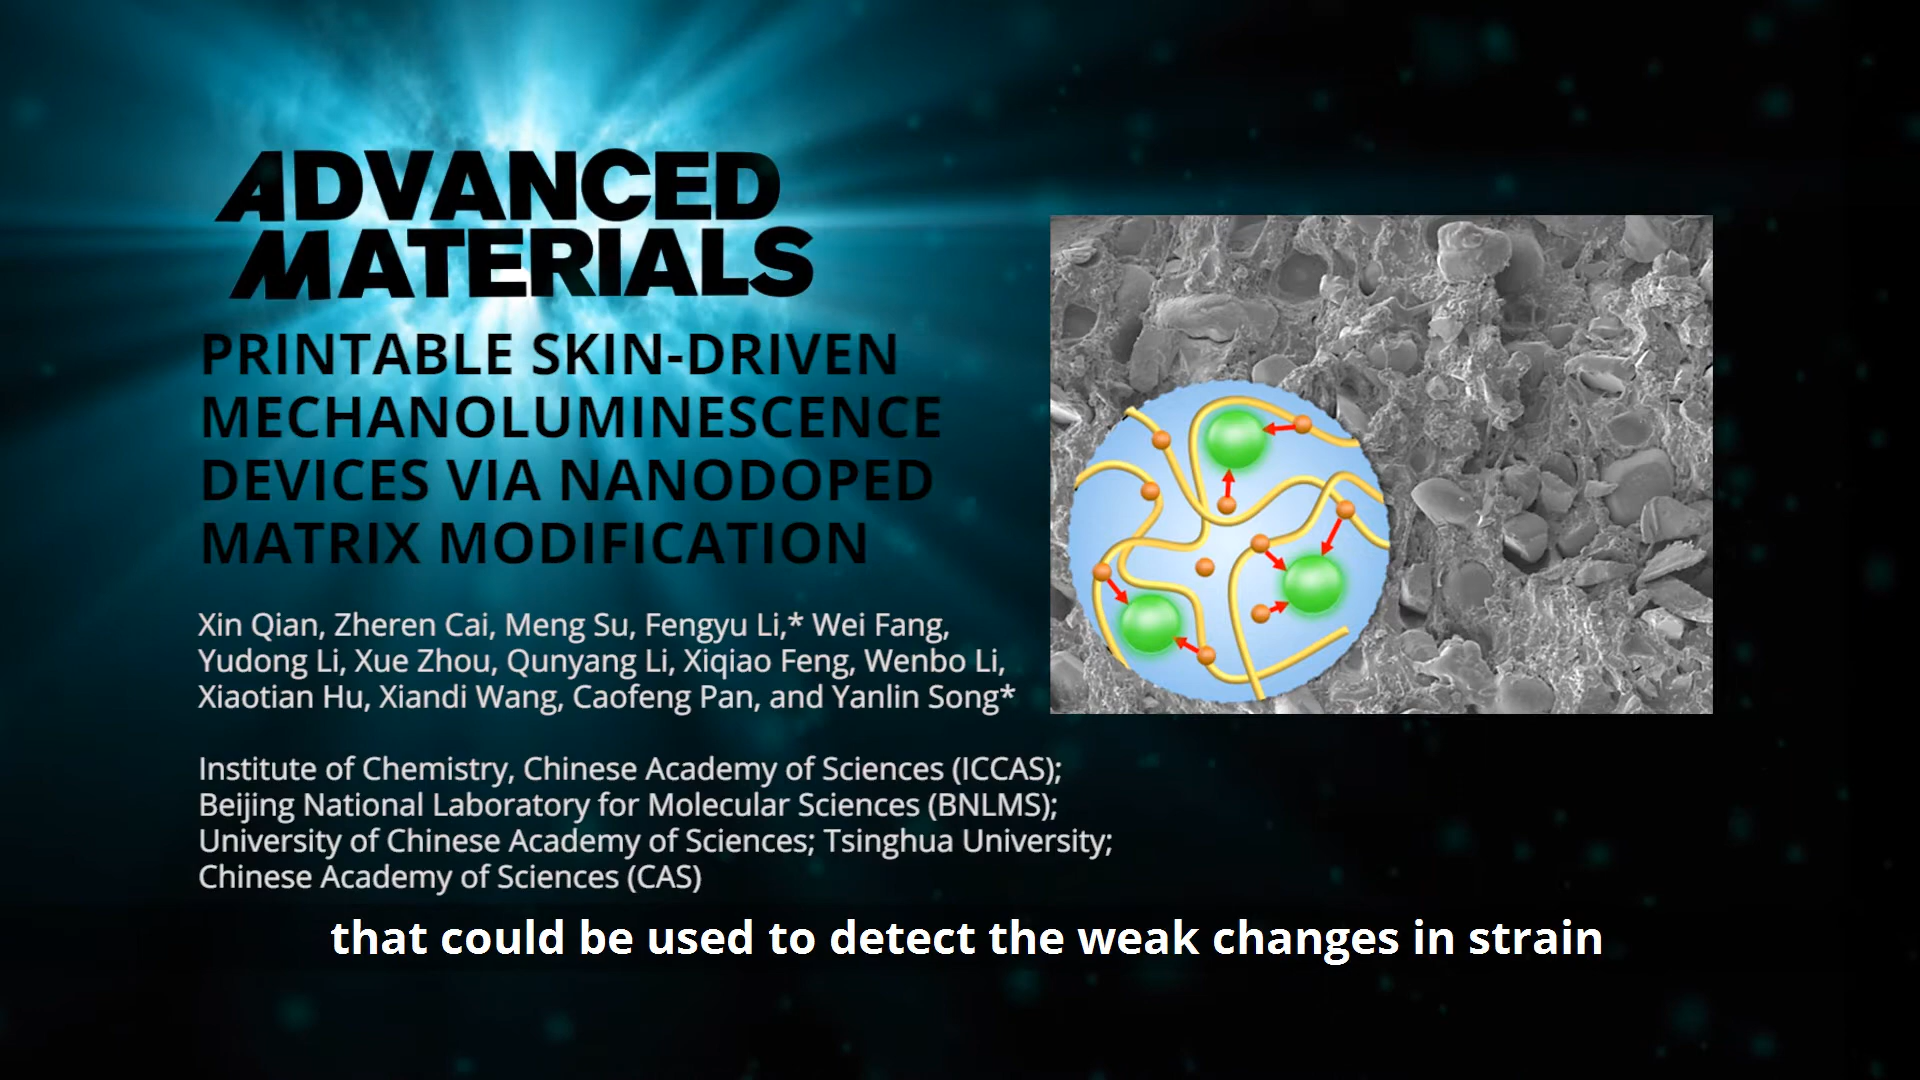 ADVANCED
MATERIALS
PRINTABLE SKIN-DRIVEN
MECHANOLUMINESCENCE
DEVICES VIA NANODOPED
MATRIX MODIFICATION
Xin Qian, Zheren Cai, Meng Su, Fengyu Li,* Wei Fang,
Yudong Li, Xue Zhou, Qunyang Li, Xiqiao Feng, Wenbo Li,
Xiaotian Hu, Xiandi Wang, Caofeng Pan, and Yanlin Song*
Institute of Chemistry, Chinese Academy of Sciences (ICCAS);
Beijing National Laboratory for Molecular Sciences (BNLMS);
University of Chinese Academy of Sciences; Tsinghua University;
Chinese Academy of Sciences (CAS)
that could be used to detect the weak changes in strain